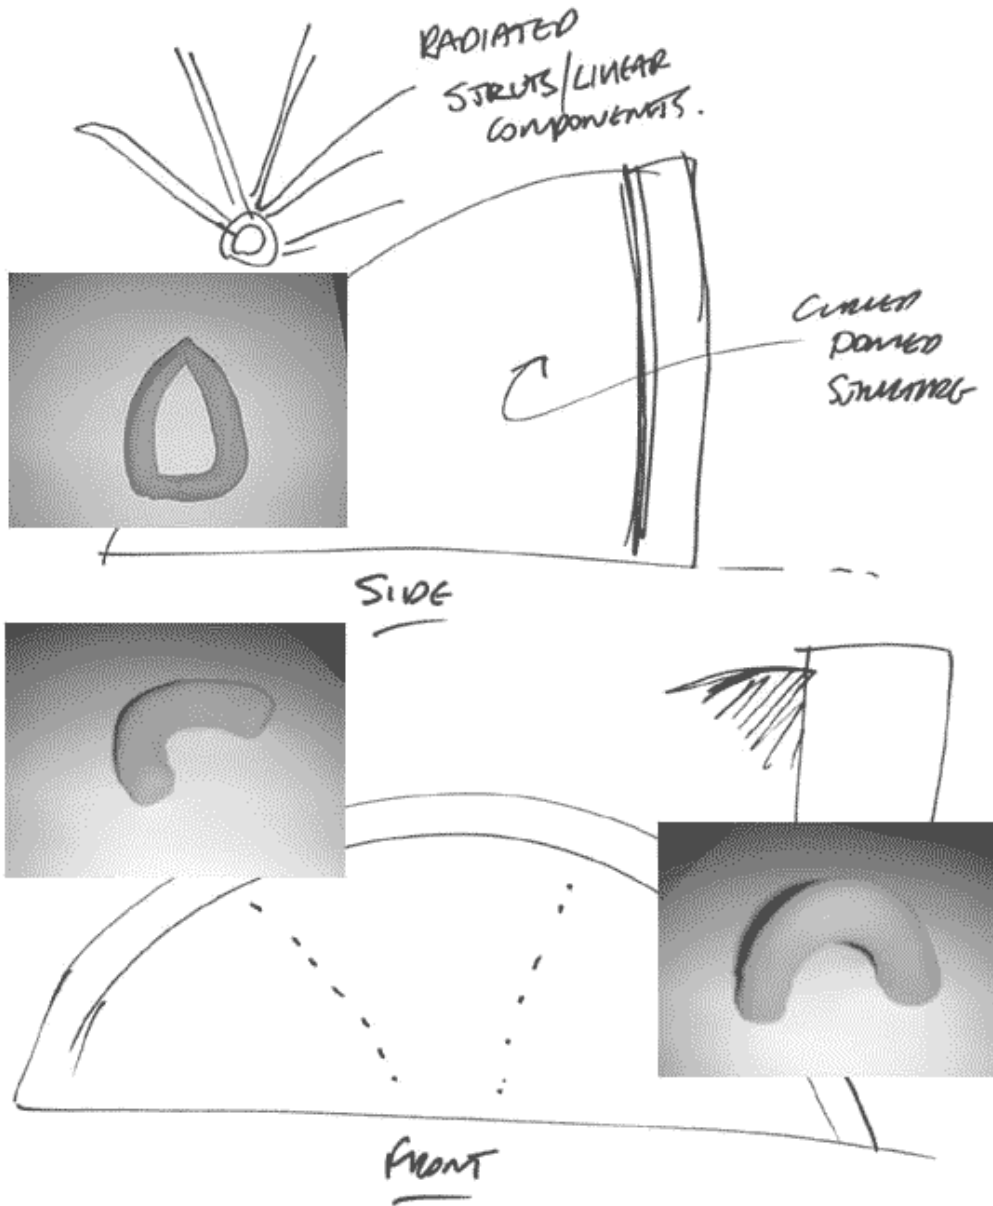 RADIATED
STRUTS/LINEAR
COMPONENTS.
CURVED
DOMED
STRUCTURE
SIDE
FRONT